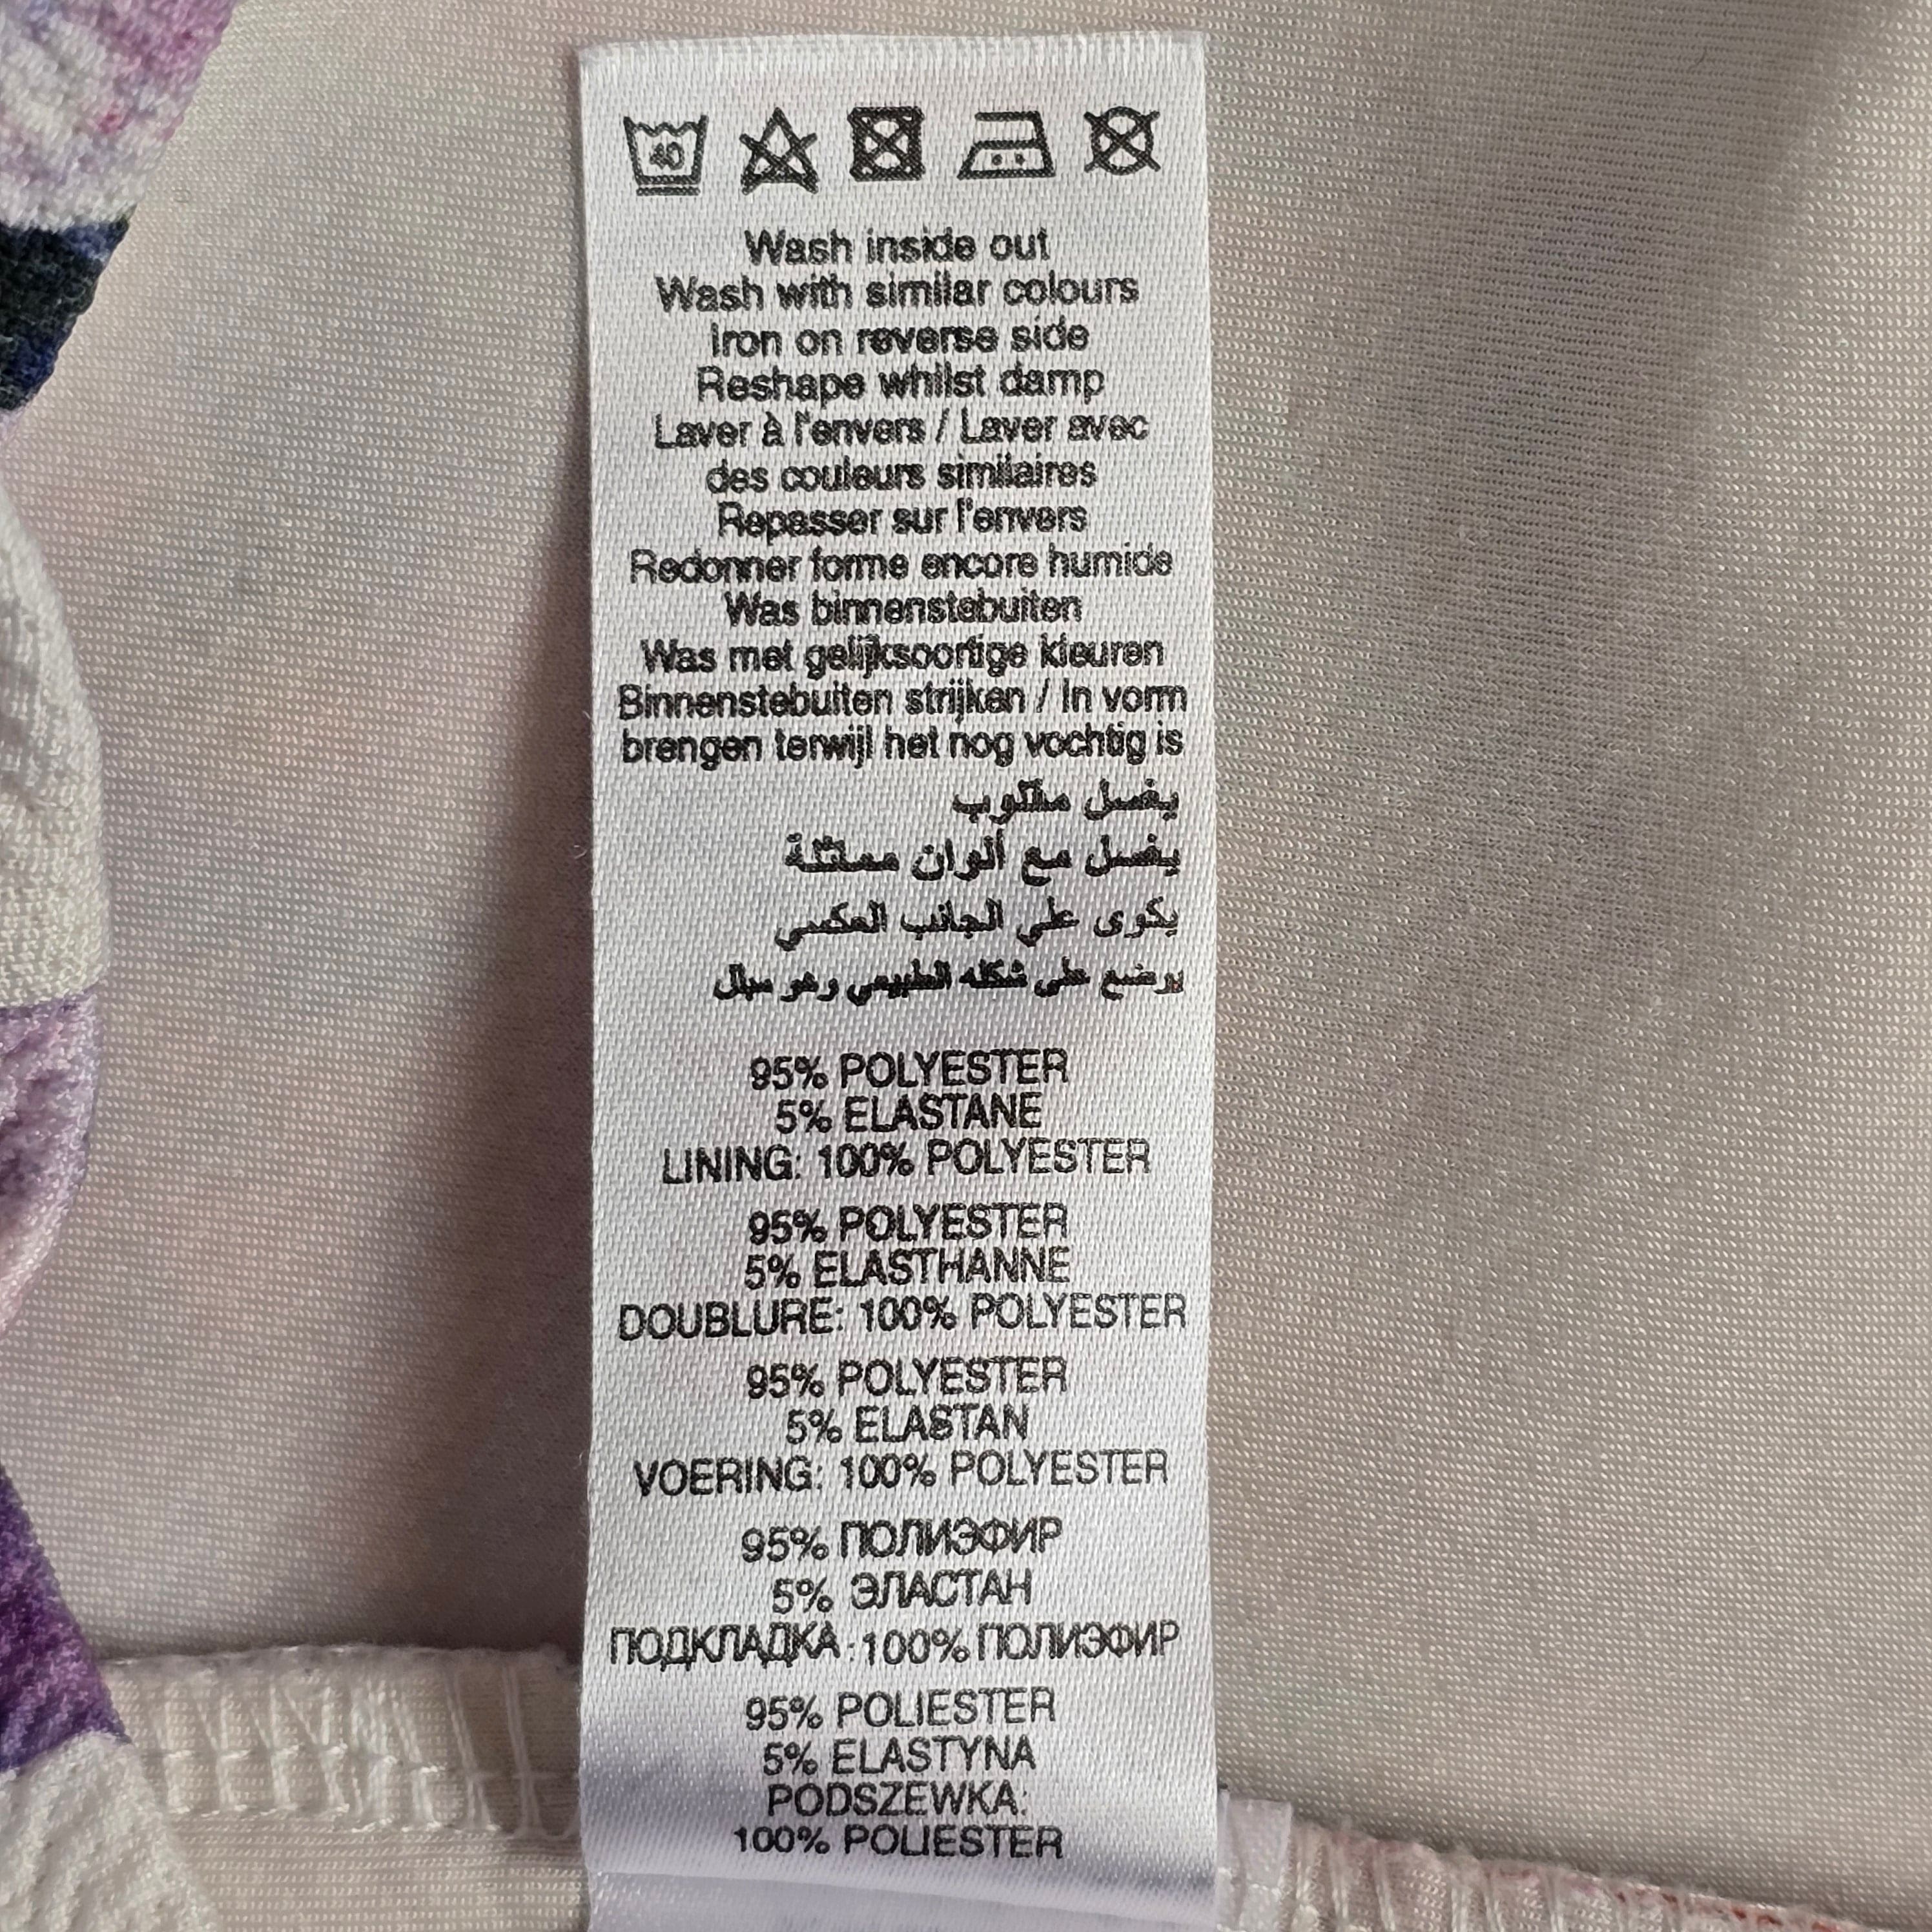 40
Wash inside out
Wash with similar colours
Iron on reverse side
Reshape whilst damp
Laver à l'envers / Laver avec
des couleurs similaires
Repasser sur l'envers
Redonner forme encore humide
Was binnenstebuiten
Was met gelijksoortige kleuren
Binnenstebuiten strijken / In vorm
brengen terwijl het nog vochtig is
يغسل مقلوب
يغسل مع ألوان مماثلة
يكوى على الجانب العكسي
يوضع على شكله الطبيعي وهو مبلل
95% POLYESTER
5% ELASTANE
LINING: 100% POLYESTER
95% POLYESTER
5% ELASTHANNE
DOUBLURE: 100% POLYESTER
95% POLYESTER
5% ELASTAN
VOERING: 100% POLYESTER
95% ПОЛИЭФИР
5% ЭЛАСТАН
ПОДКЛАДКА:100% ПОЛИЭФИР
95% POLIESTER
5% ELASTYNA
PODSZEWKA:
100% POLIESTER